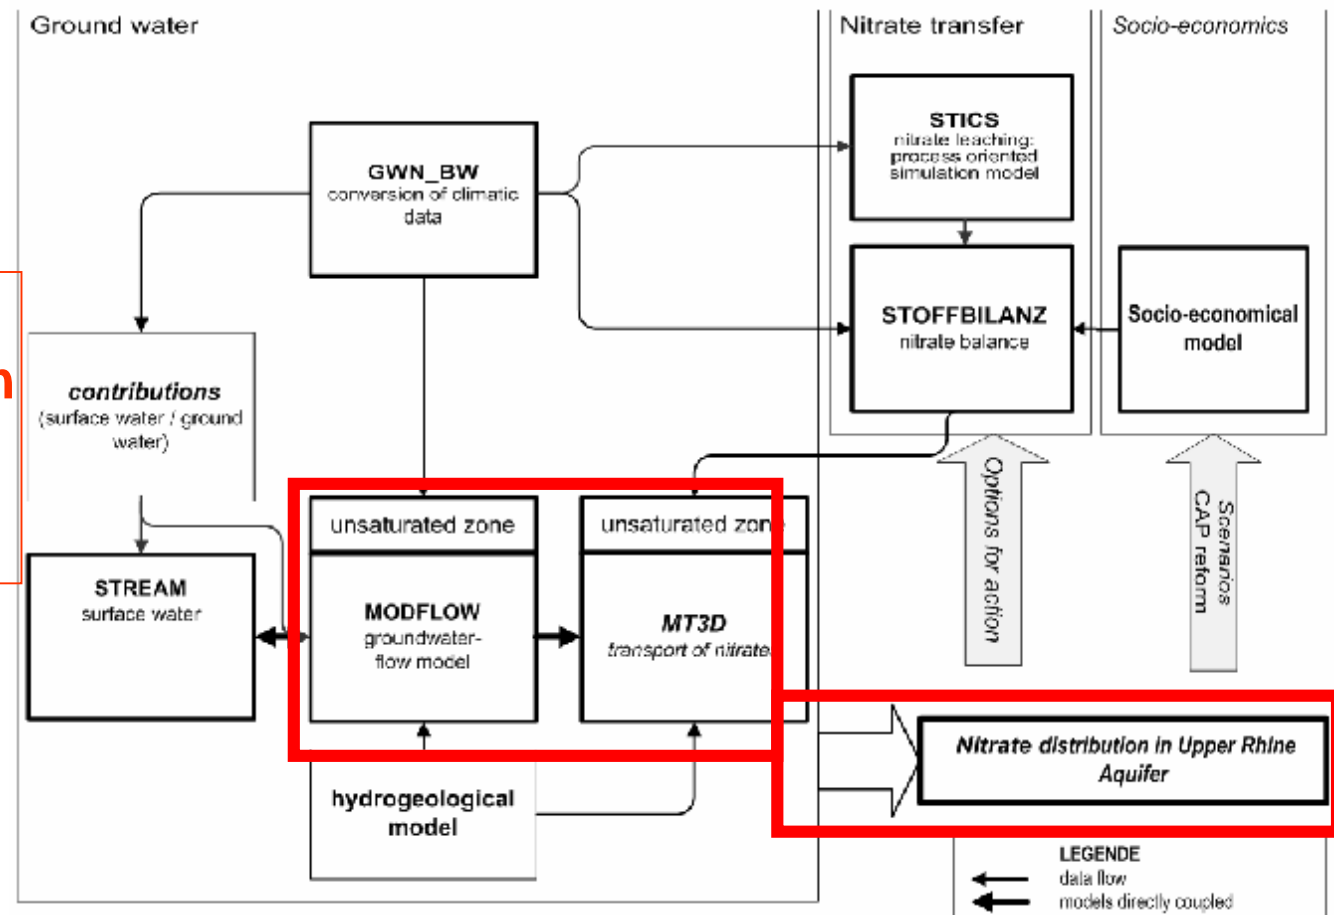 Ground water
Nitrate transfer
Socio-economics
STICS
nitrate leaching:
process oriented
simulation model
GWN_BW
conversion of climatic
data
STOFFBILANZ
nitrate balance
Socio-economical
model
n
contributions
(surface water / ground
water)
Options for action
Scenarios
CAP reform
unsaturated zone
unsaturated zone
STREAM
surface water
MODFLOW
groundwater-
flow model
MT3D
transport of nitrates
Nitrate distribution in Upper Rhine
Aquifer
hydrogeological
model
LEGENDE
data flow
models directly coupled